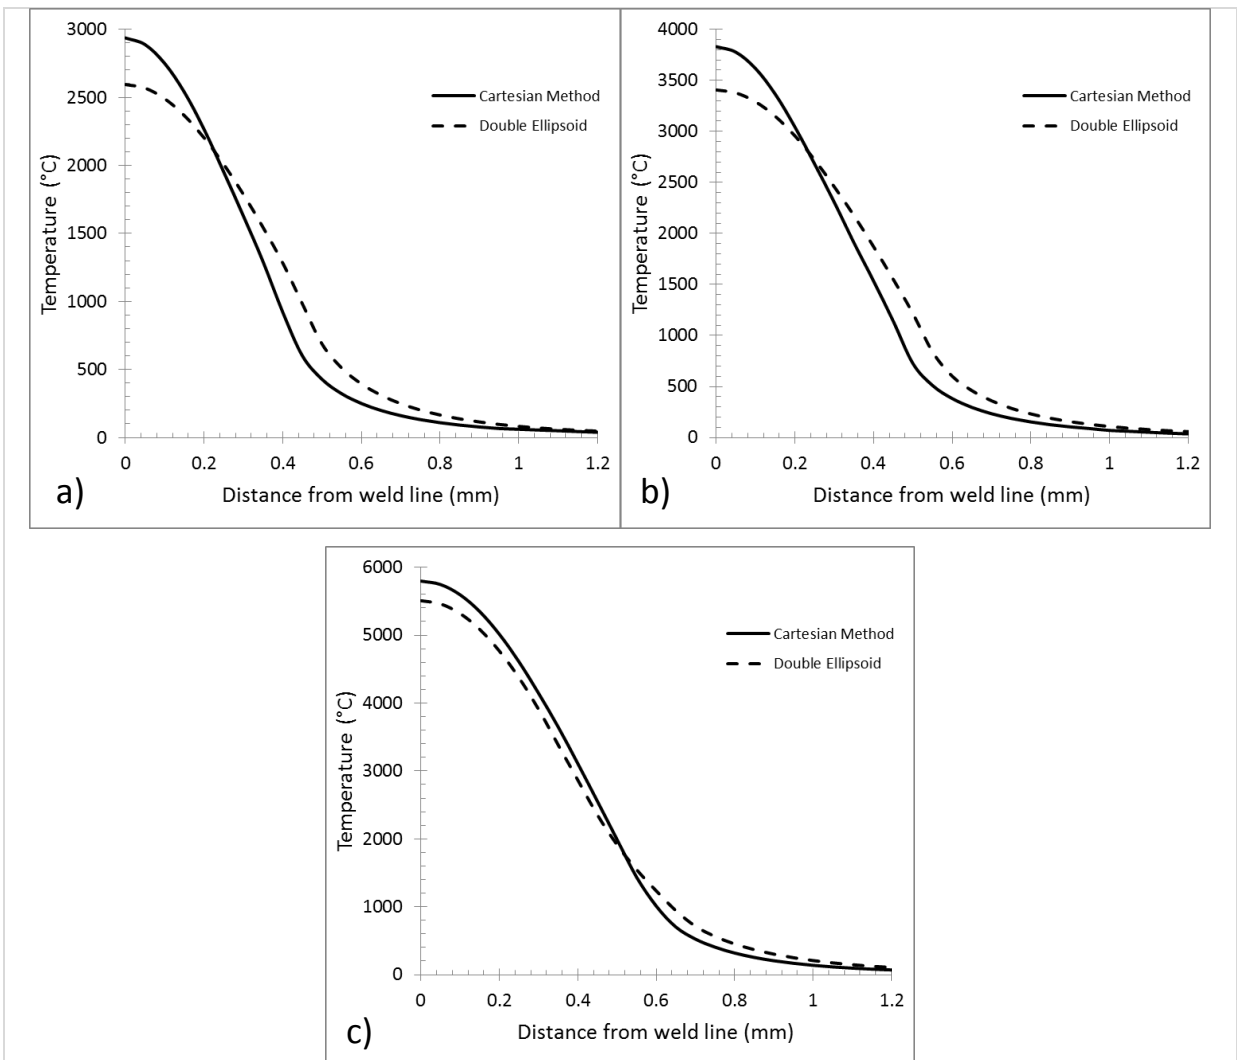 3000
2500
2000
1500
1000
500
0
Temperature (°C)
Cartesian Method
Double Ellipsoid
0 0.2 0.4 0.6 0.8 1 1.2
Distance from weld line (mm)
a)
4000
3500
3000
2500
2000
1500
1000
500
0
Temperature (°C)
Cartesian Method
Double Ellipsoid
0 0.2 0.4 0.6 0.8 1 1.2
Distance from weld line (mm)
b)
6000
5000
4000
3000
2000
1000
0
Temperature (°C)
Cartesian Method
Double Ellipsoid
0 0.2 0.4 0.6 0.8 1 1.2
Distance from weld line (mm)
c)